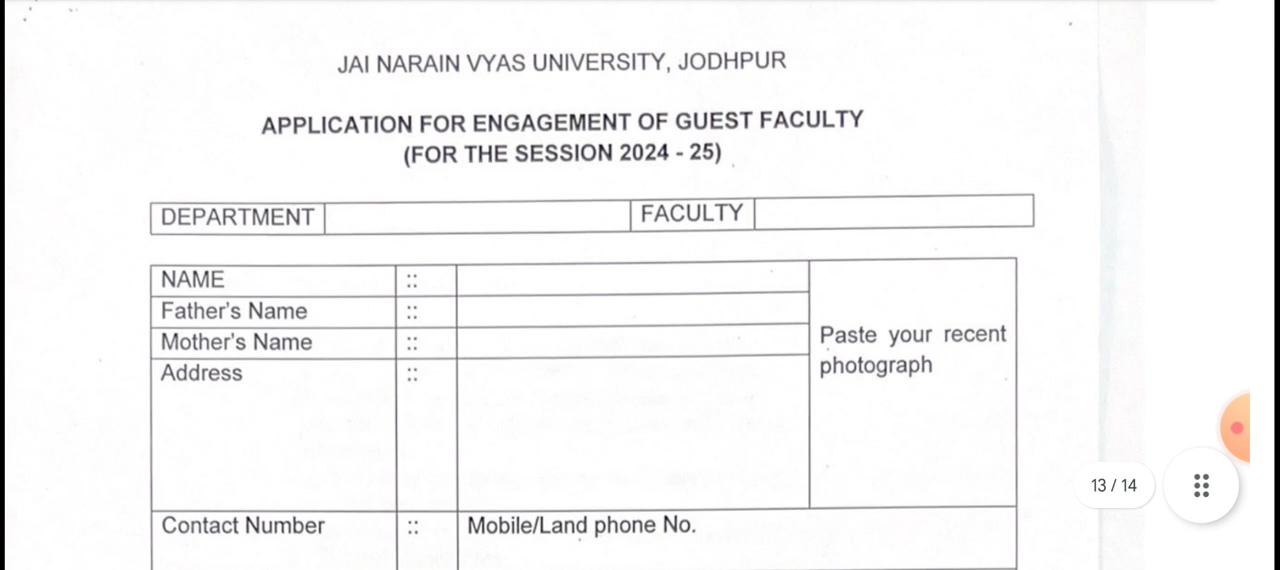 JAI NARAIN VYAS UNIVERSITY, JODHPUR
APPLICATION FOR ENGAGEMENT OF GUEST FACULTY
(FOR THE SESSION 2024 - 25)
DEPARTMENT FACULTY
NAME ::
Father's Name ::
Mother's Name ::
Address ::
Paste your recent
photograph
Contact Number :: Mobile/Land phone No.
13 / 14